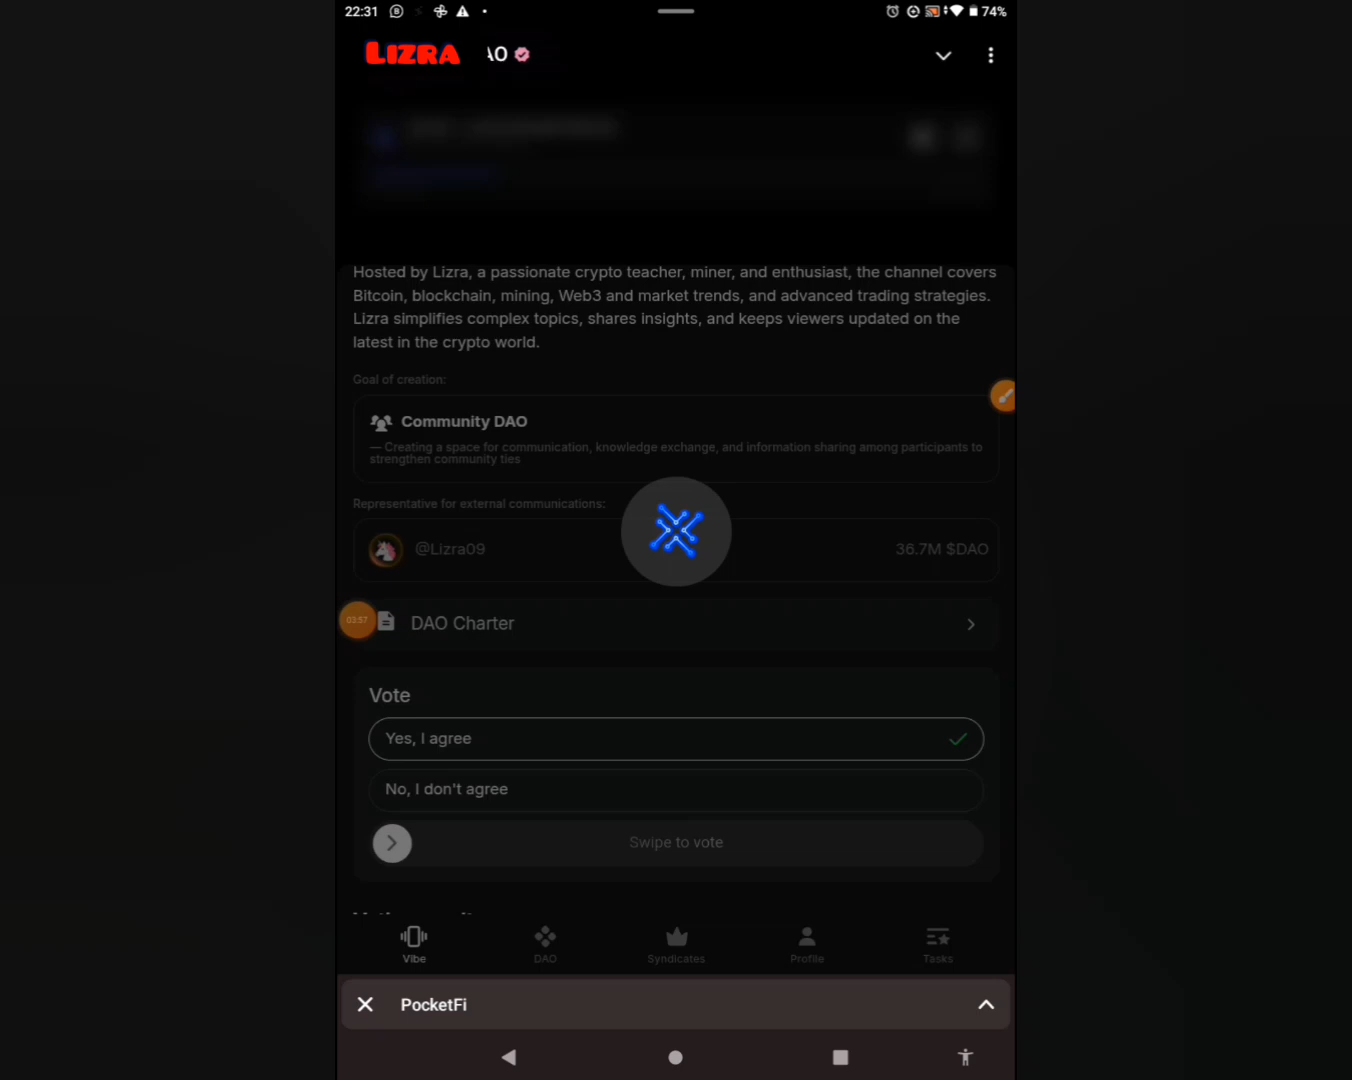 22:31
74%
LIZRA
AO
Hosted by Lizra, a passionate crypto teacher, miner, and enthusiast, the channel covers
Bitcoin, blockchain, mining, Web3 and market trends, and advanced trading strategies.
Lizra simplifies complex topics, shares insights, and keeps viewers updated on the
latest in the crypto world.
Goal of creation:
Community DAO
— Creating a space for communication, knowledge exchange, and information sharing among participants to
strengthen community ties
Representative for external communications:
@Lizra09
36.7M $DAO
03:57
DAO Charter
Vote
Yes, I agree
No, I don't agree
Swipe to vote
Vibe
DAO
Syndicates
Profile
Tasks
PocketFi